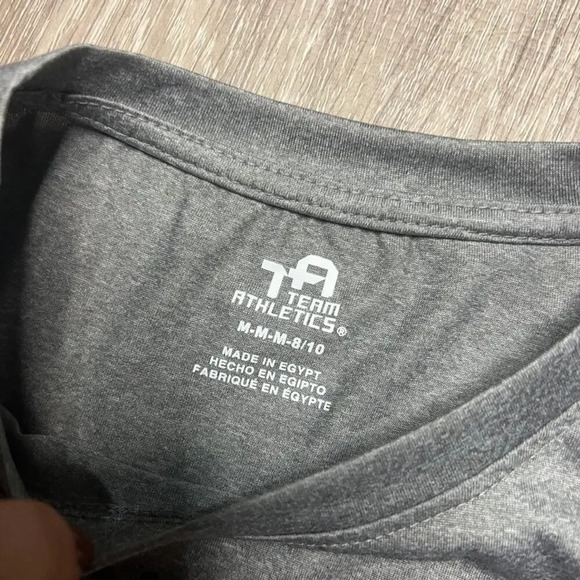 TA
TEAM
ATHLETICS®
M-M-M-8/10
MADE IN EGYPT
HECHO EN EGIPTO
FABRIQUÉ EN ÉGYPTE